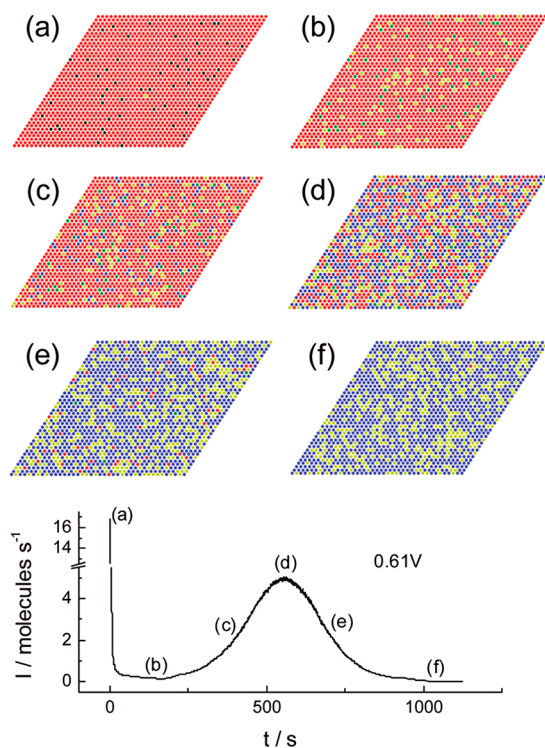 (a) (b)
(c) (d)
(e) (f)
16
14
4
2
0
I / molecules s⁻¹
(a)
(b)
(c)
(d)
(e)
(f)
0.61V
0 500 1000
t / s